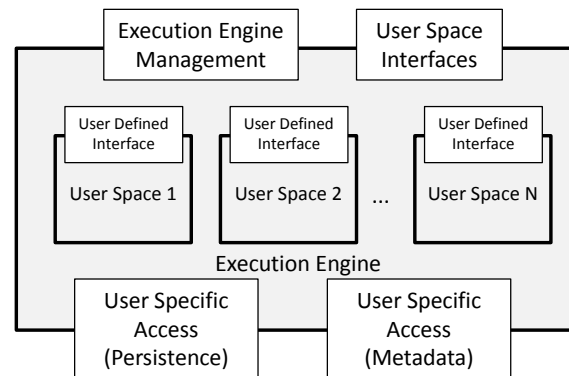 Execution Engine
Management
User Space
Interfaces
User Defined
Interface
User Space 1
User Defined
Interface
User Space 2
...
User Defined
Interface
User Space N
Execution Engine
User Specific
Access
(Persistence)
User Specific
Access
(Metadata)